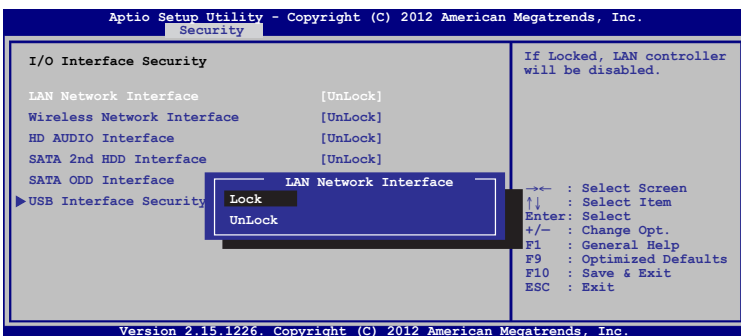 Aptio Setup Utility - Copyright (C) 2012 American Megatrends, Inc.
Security
I/O Interface Security
LAN Network Interface [UnLock]
Wireless Network Interface [UnLock]
HD AUDIO Interface [UnLock]
SATA 2nd HDD Interface [UnLock]
SATA ODD Interface
USB Interface Security
LAN Network Interface
Lock
UnLock
If Locked, LAN controller
will be disabled.
→← : Select Screen
↑↓ : Select Item
Enter: Select
+/— : Change Opt.
F1 : General Help
F9 : Optimized Defaults
F10 : Save & Exit
ESC : Exit
Version 2.15.1226. Copyright (C) 2012 American Megatrends, Inc.